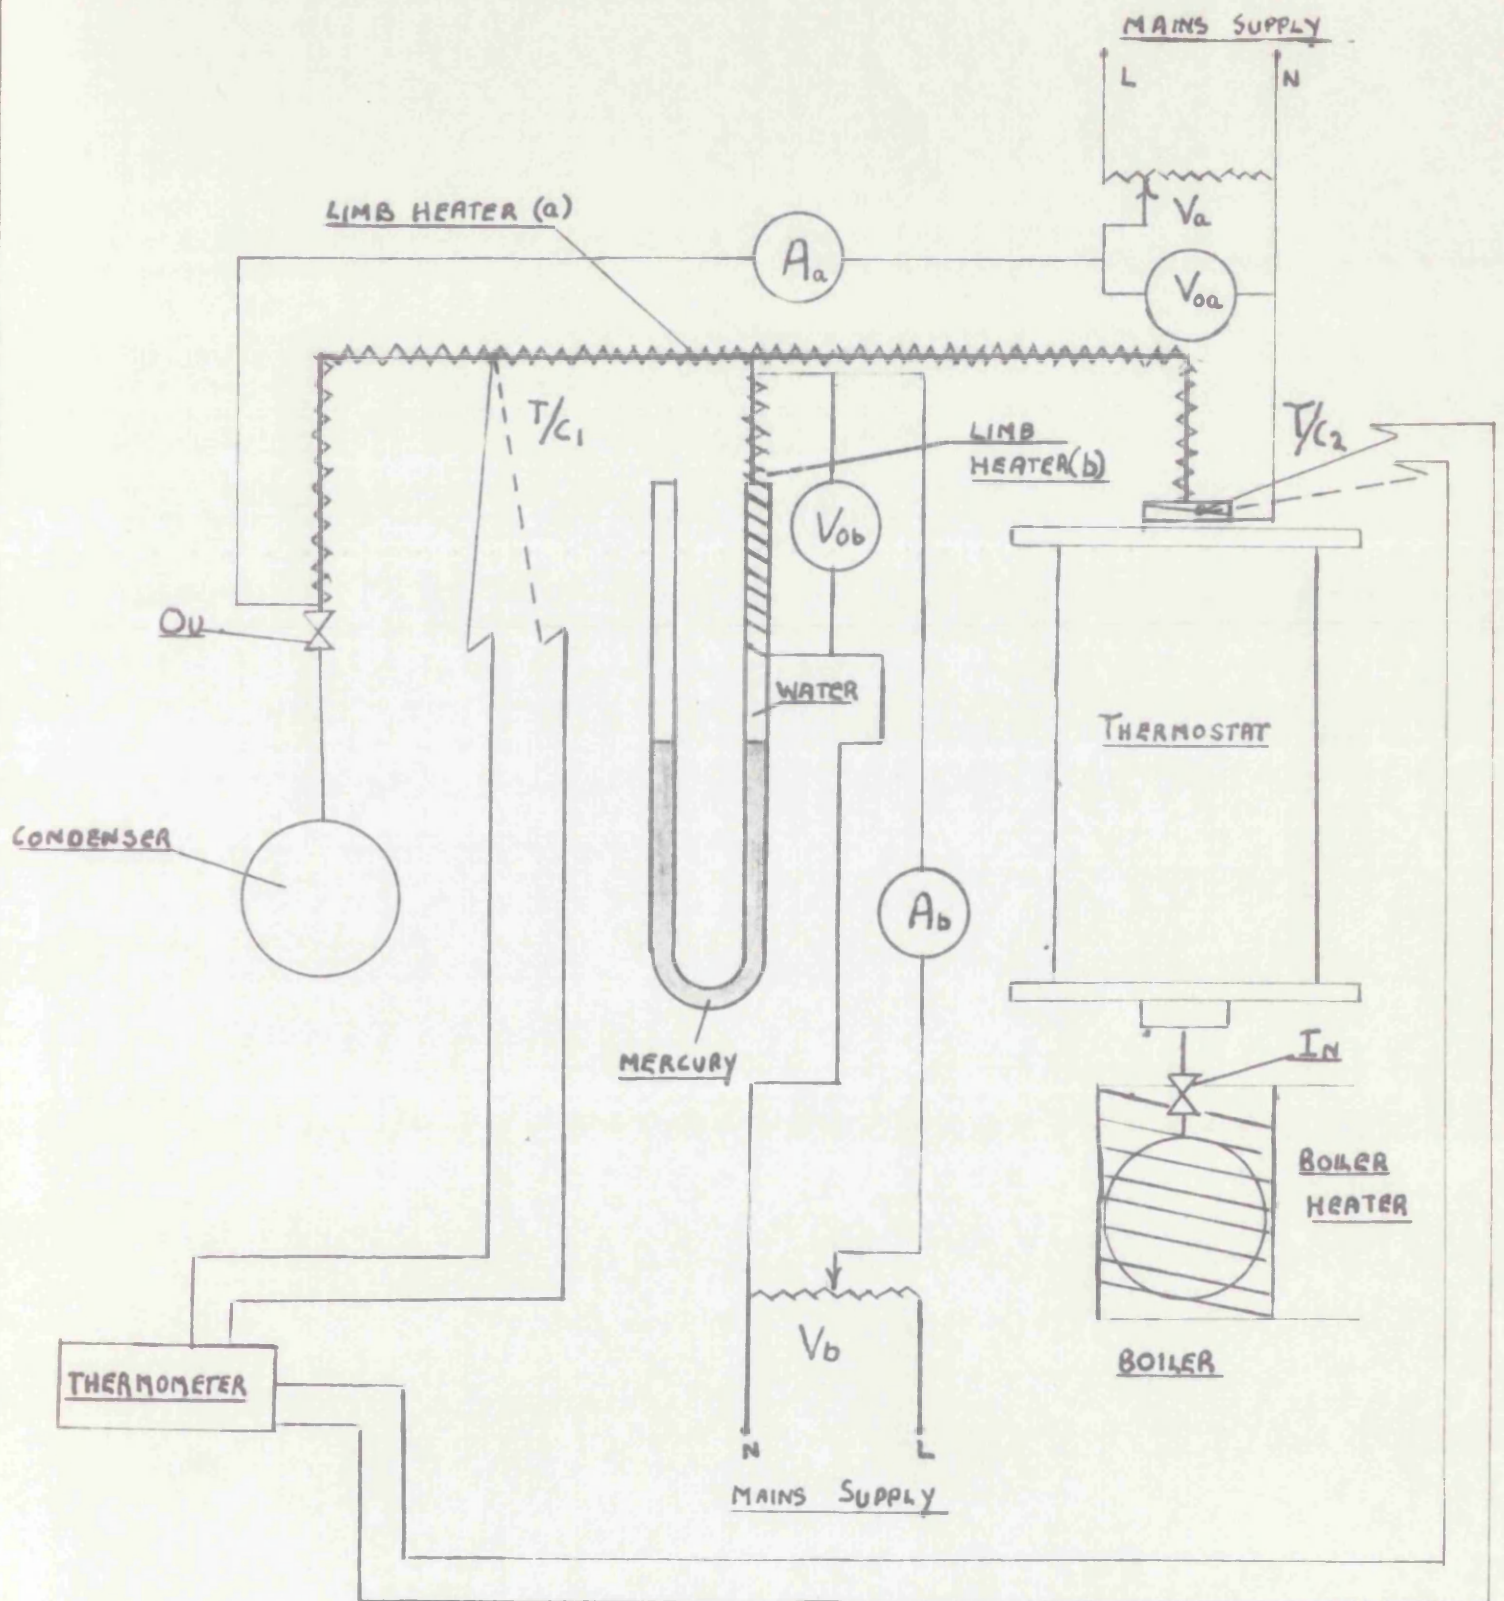 MAINS SUPPLY
L
N
LIMB HEATER (a)
Aa
Va
Voa
T/C1
LIMB
HEATER(b)
T/C2
Vob
OU
WATER
THERMOSTAT
CONDENSER
Ab
MERCURY
IN
BOILER
HEATER
THERMOMETER
Vb
BOILER
N
L
MAINS SUPPLY